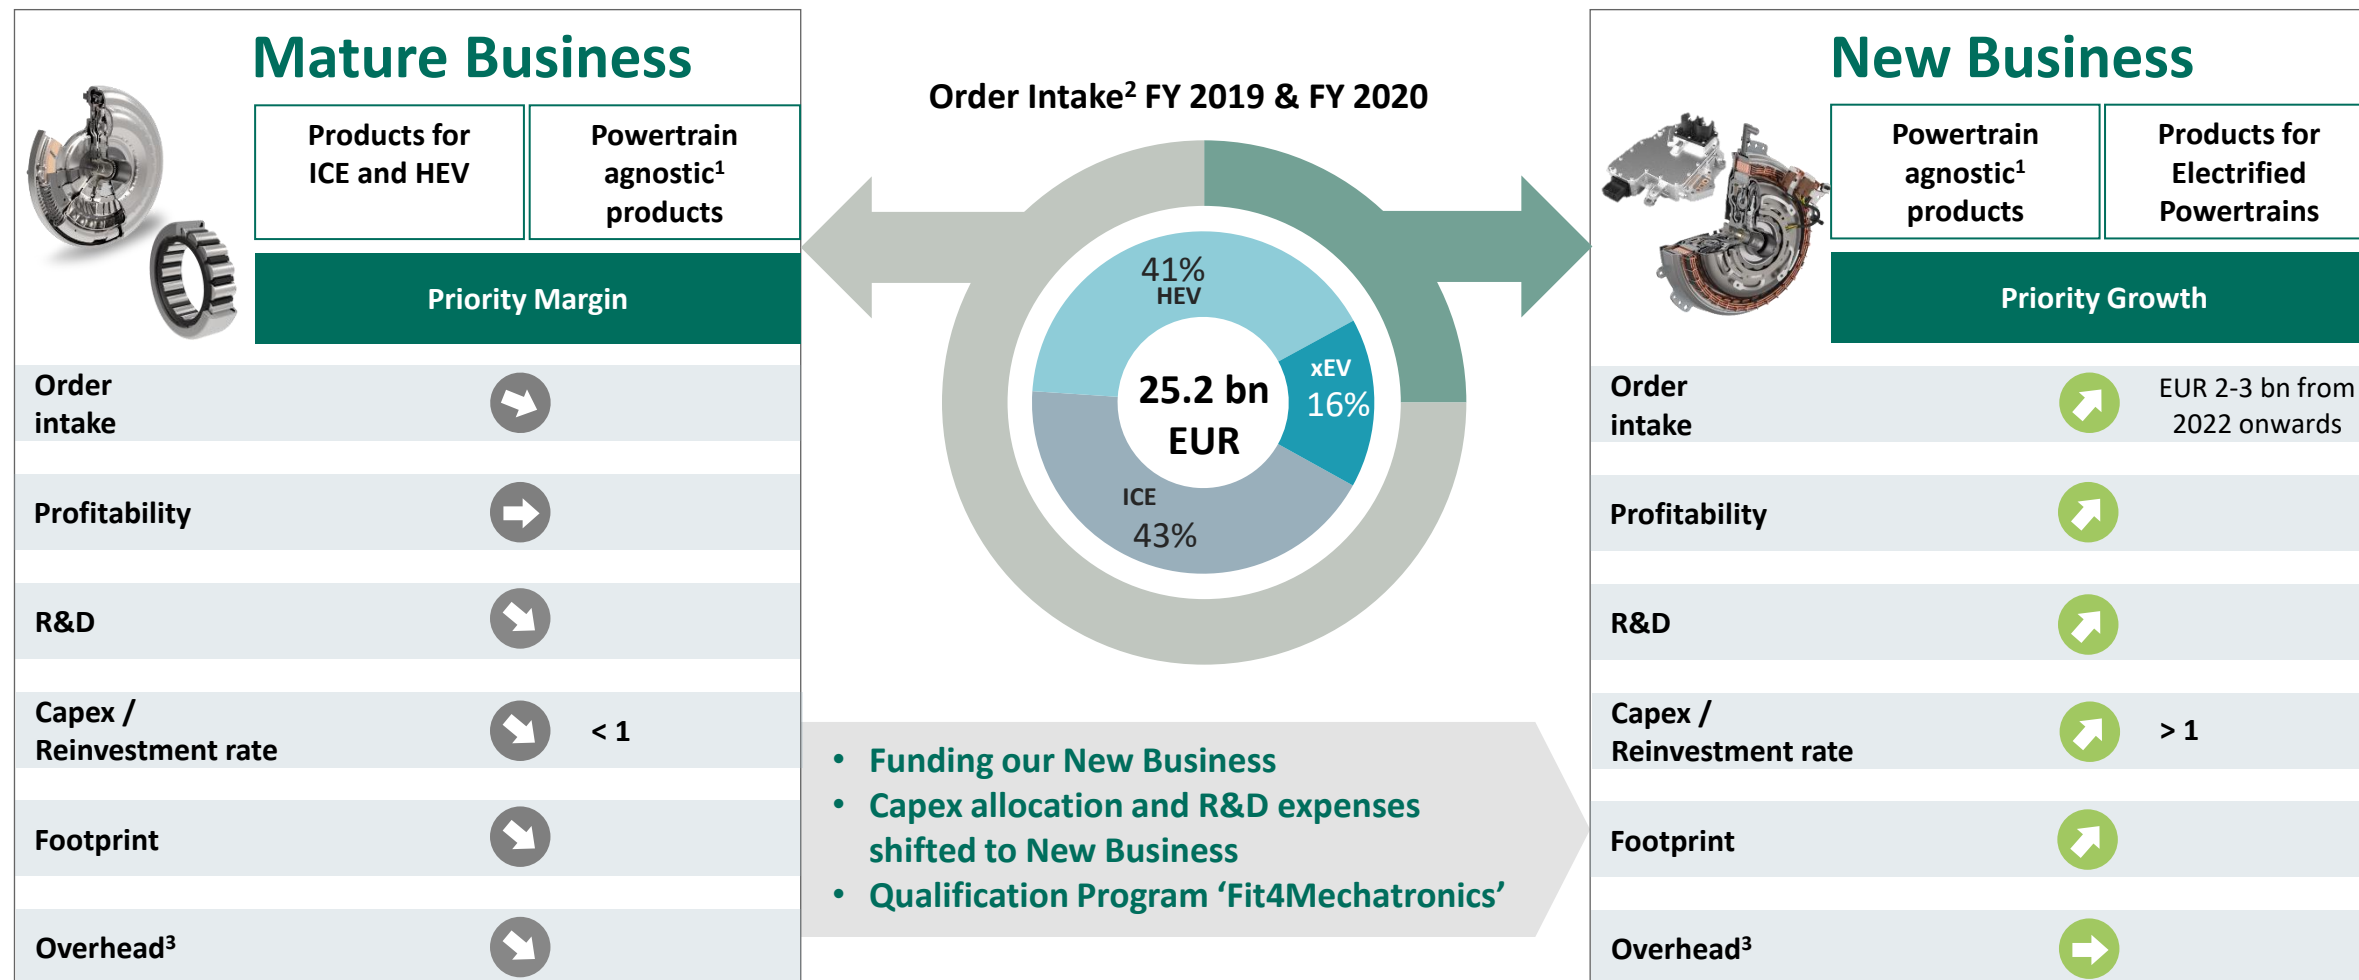 Mature Business
Products for
ICE and HEV
Powertrain
agnostic¹
products
Priority Margin
Order
intake
Profitability
R&D
Capex /
Reinvestment rate
< 1
Footprint
Overhead³
Order Intake² FY 2019 & FY 2020
41%
HEV
xEV
16%
25.2 bn
EUR
ICE
43%
• Funding our New Business
• Capex allocation and R&D expenses
shifted to New Business
• Qualification Program ‘Fit4Mechatronics’
New Business
Powertrain
agnostic¹
products
Products for
Electrified
Powertrains
Priority Growth
Order
intake
EUR 2-3 bn from
2022 onwards
Profitability
R&D
Capex /
Reinvestment rate
> 1
Footprint
Overhead³